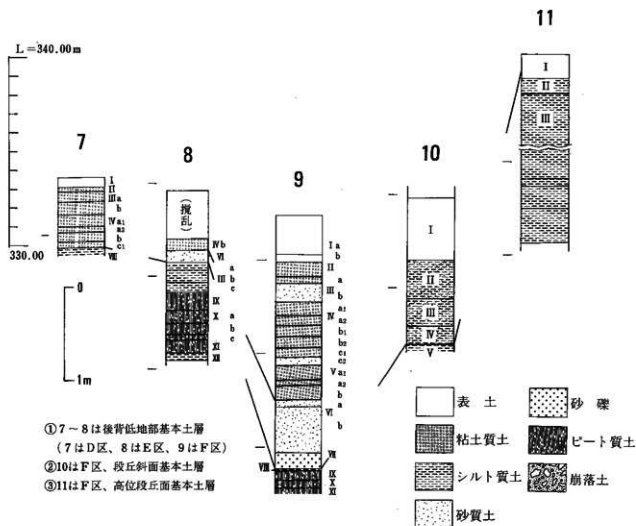 11
L=340.00m
I
II
III
7
8
9
10
I
II
III a
b
IV a1
a2
b
c1
VIII
330.00
(撹乱)
IV b
VI
a
VII b
c
IX
X a
b
c
XI
XII
I a
b
II
a
III
b
a1
IV a2
b1
b2
c1
c2
V a1
a2
b
a
VI
b
VII
VIII
IX
X
XI
I
II
III
IV
V
0
1m
①7〜8は後背低地部基本土層
(7はD区、8はE区、9はF区)
②10はF区、段丘斜面基本土層
③11はF区、高位段丘面基本土層
表土
砂礫
粘土質土
ピート質土
シルト質土
崩落土
砂質土